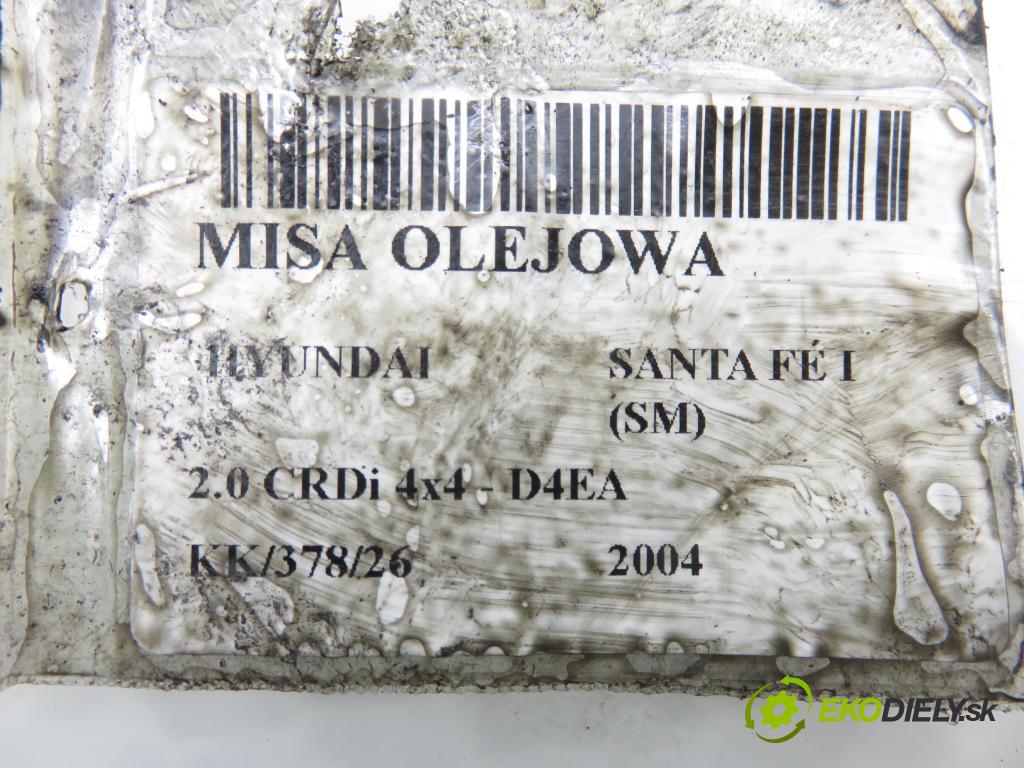 MISA OLEJOWA
HYUNDAI SANTA FÉ I
(SM)
2.0 CRDi 4x4 - D4EA
KK/378/26 2004
EKODIELY.sk